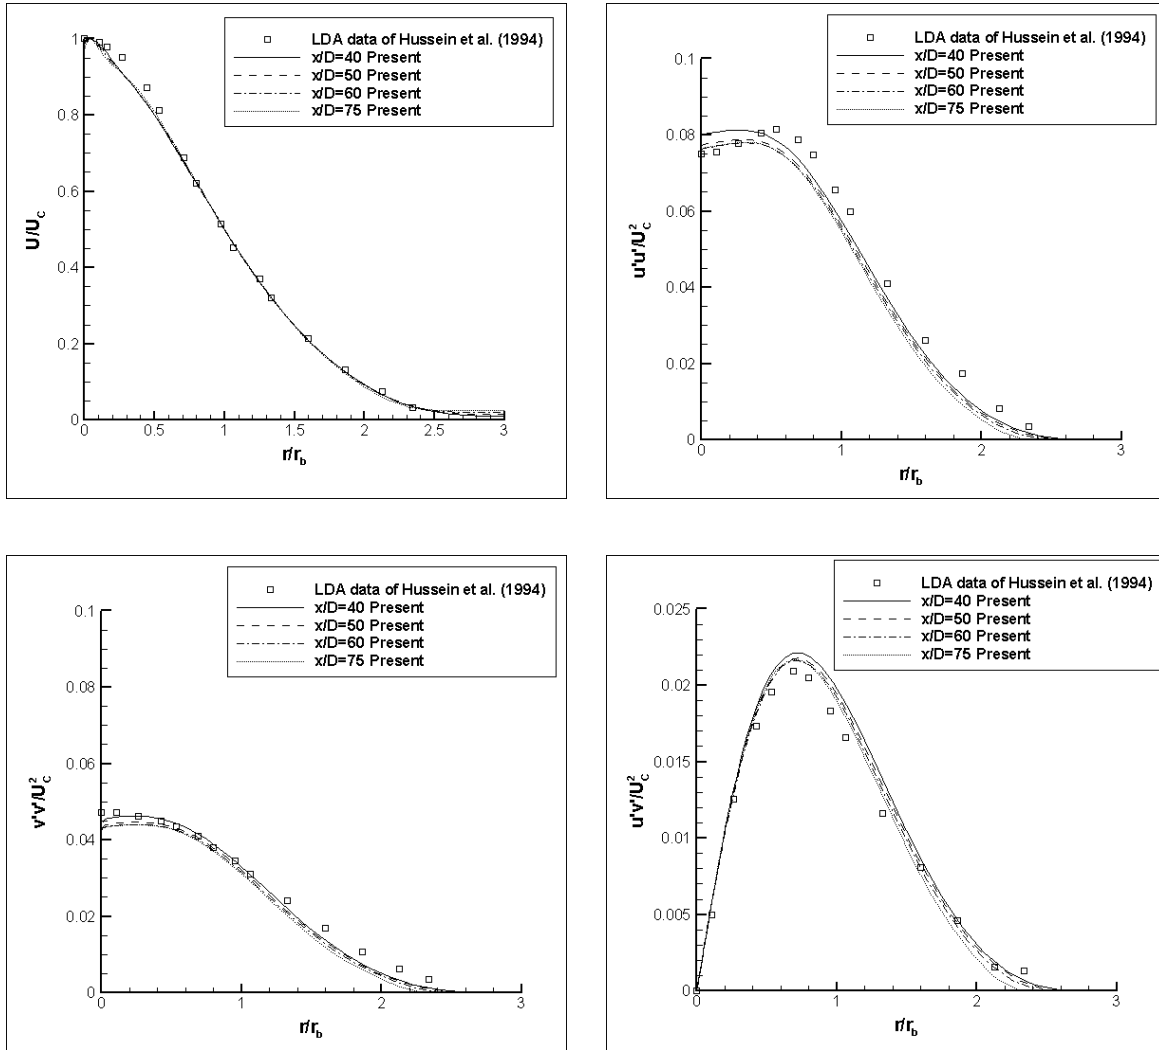 LDA data of Hussein et al. (1994)
x/D=40 Present
x/D=50 Present
x/D=60 Present
x/D=75 Present
1
0.8
0.6
0.4
0.2
0
U/U_C
0 0.5 1 1.5 2 2.5 3
r/r_b
LDA data of Hussein et al. (1994)
x/D=40 Present
x/D=50 Present
x/D=60 Present
x/D=75 Present
0.1
0.08
0.06
0.04
0.02
0
u'u'/U_C^2
0 1 2 3
r/r_b
LDA data of Hussein et al. (1994)
x/D=40 Present
x/D=50 Present
x/D=60 Present
x/D=75 Present
0.1
0.08
0.06
0.04
0.02
0
v'v'/U_C^2
0 1 2 3
r/r_b
LDA data of Hussein et al. (1994)
x/D=40 Present
x/D=50 Present
x/D=60 Present
x/D=75 Present
0.025
0.02
0.015
0.01
0.005
0
u'v'/U_C^2
0 1 2 3
r/r_b